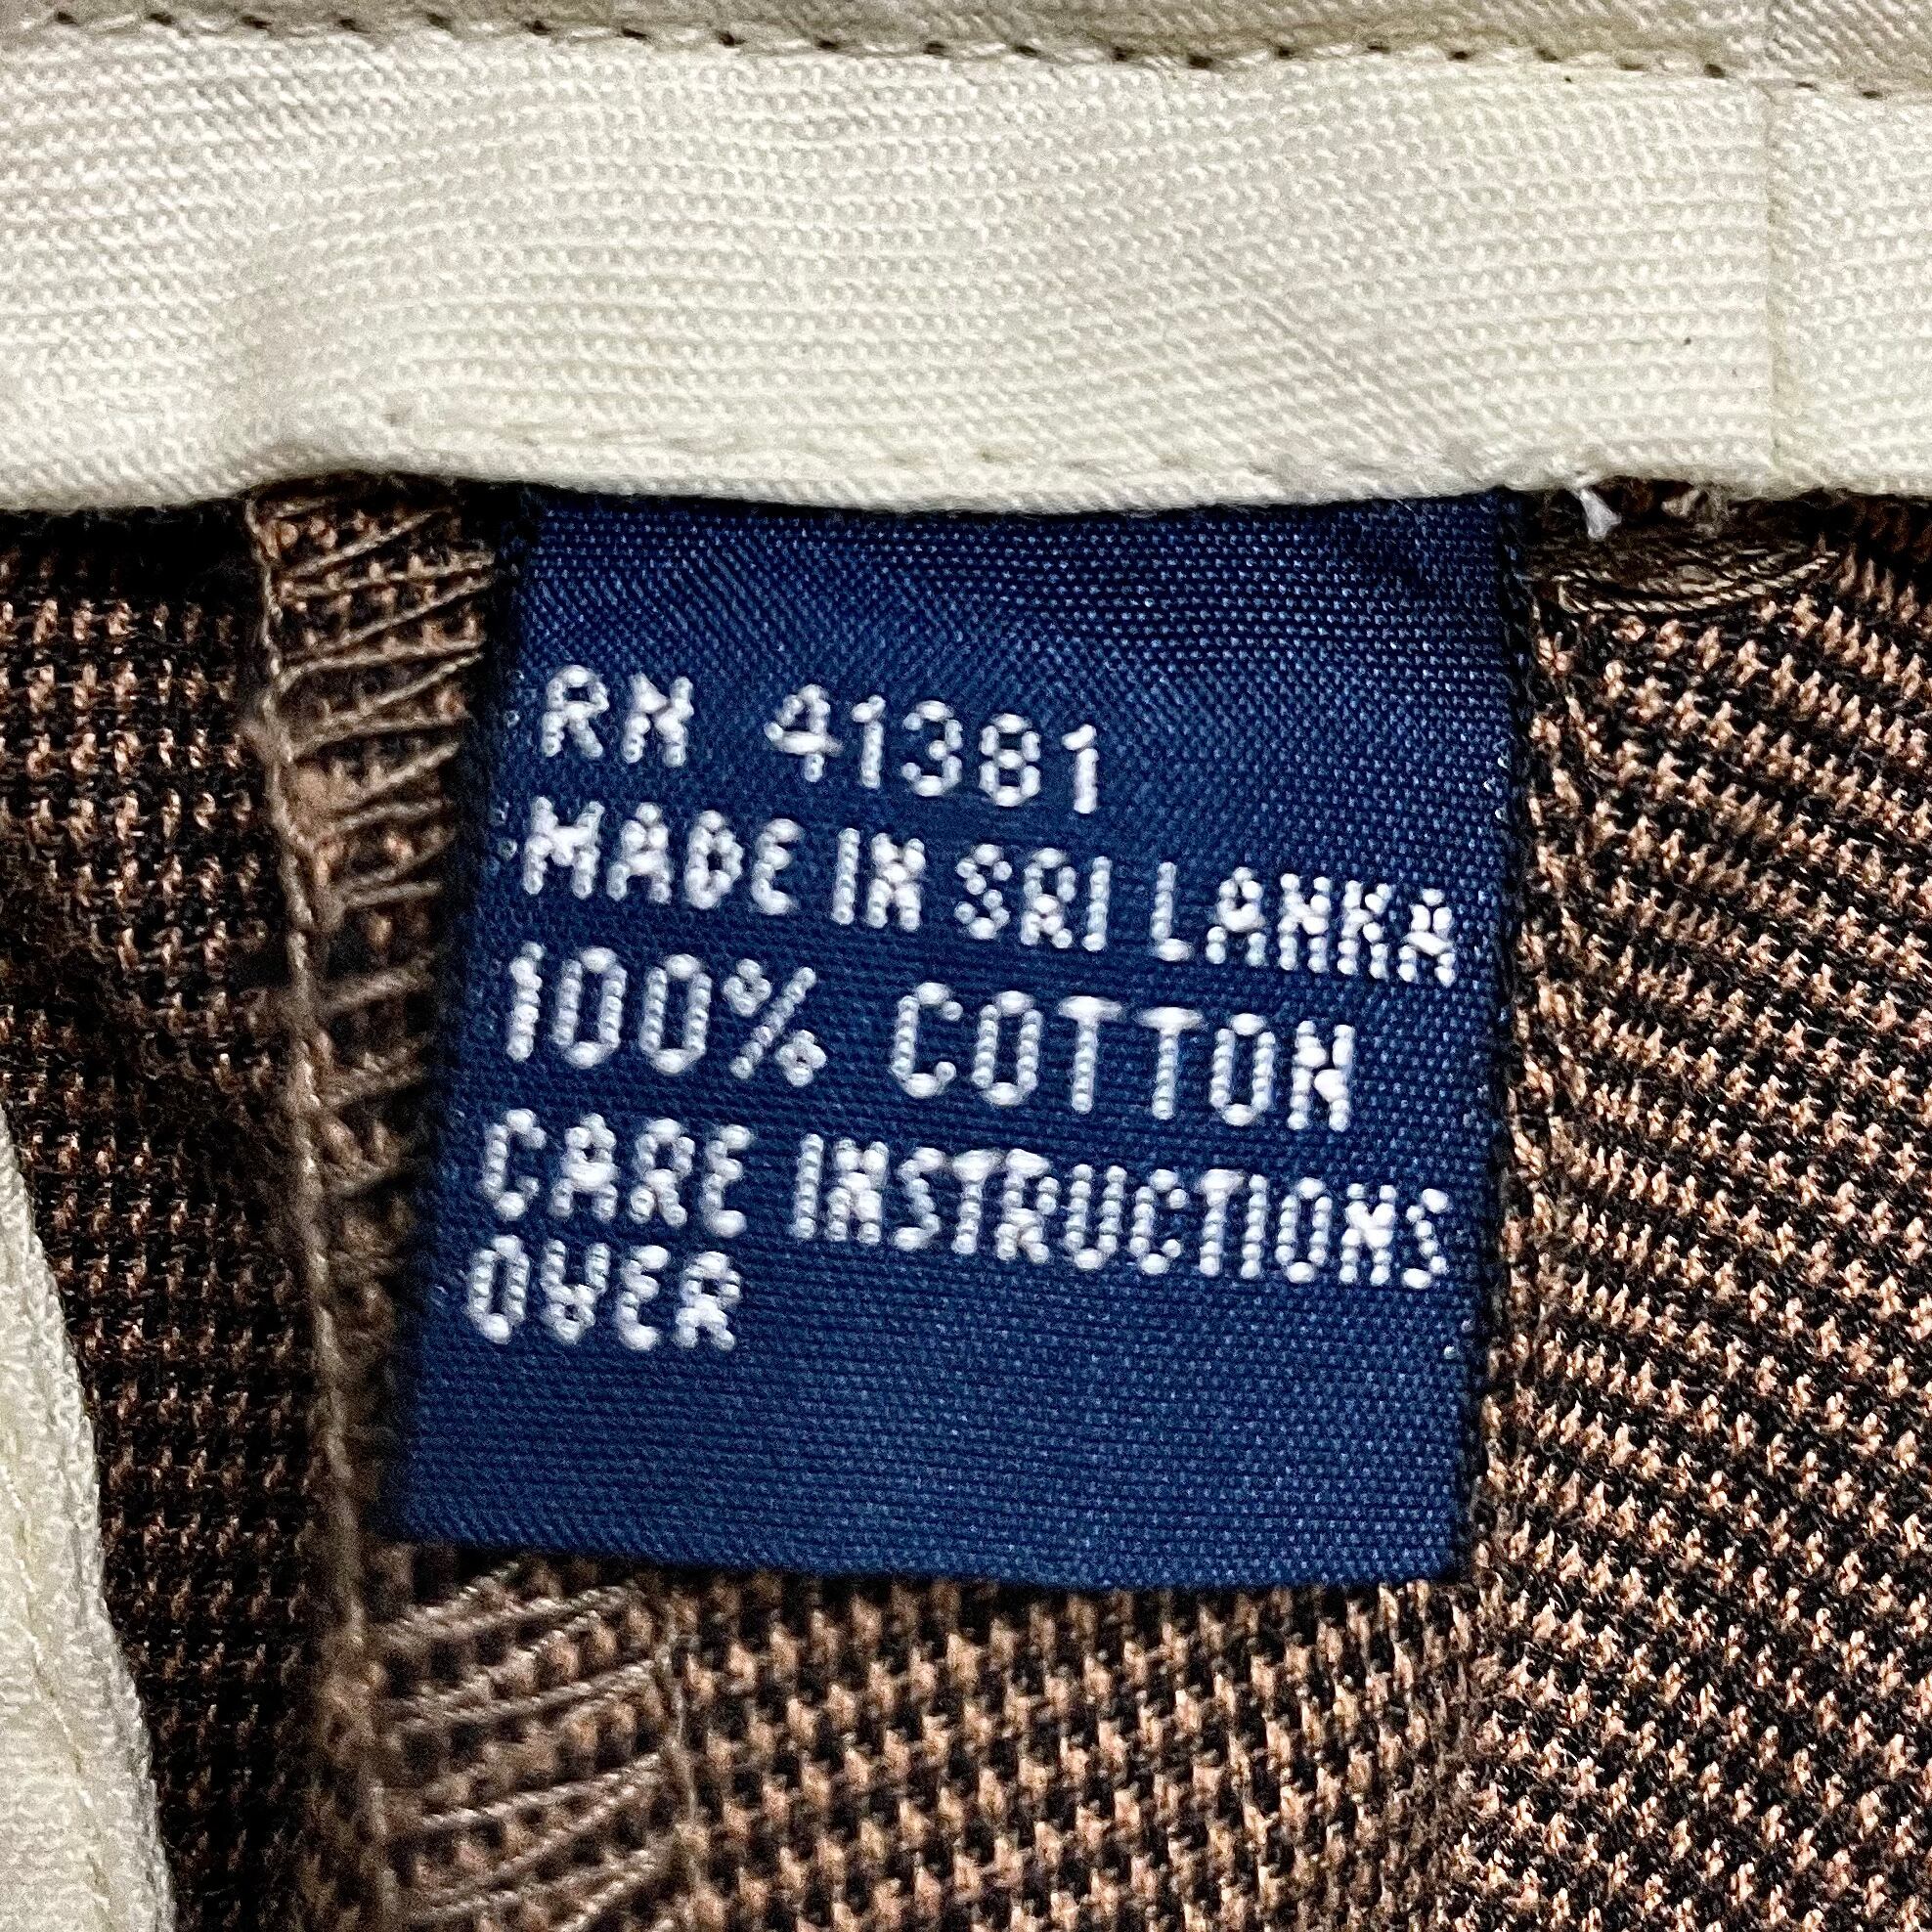 RN 41381
MADE IN SRI LANKA
100% COTTON
CARE INSTRUCTIONS
OVER